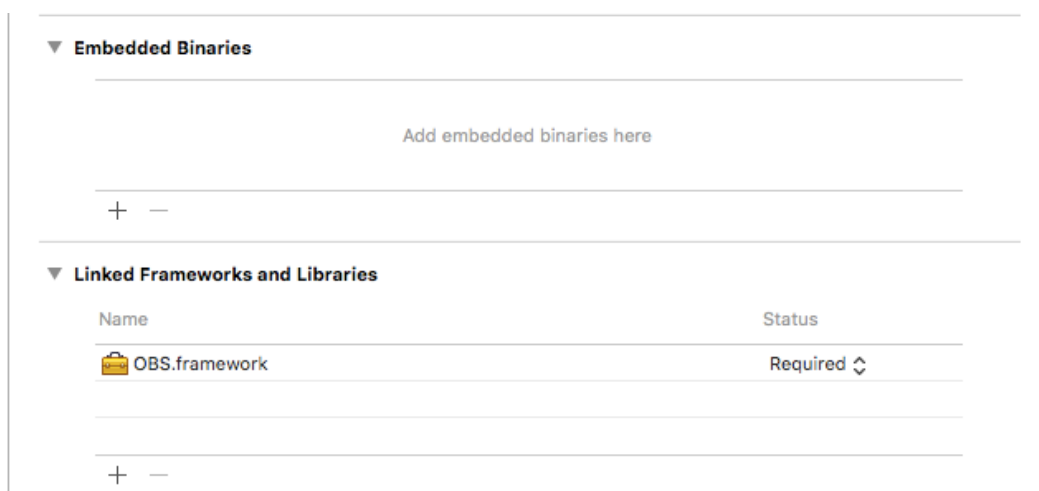 Embedded Binaries
Add embedded binaries here
Linked Frameworks and Libraries
Name Status
OBS.framework Required